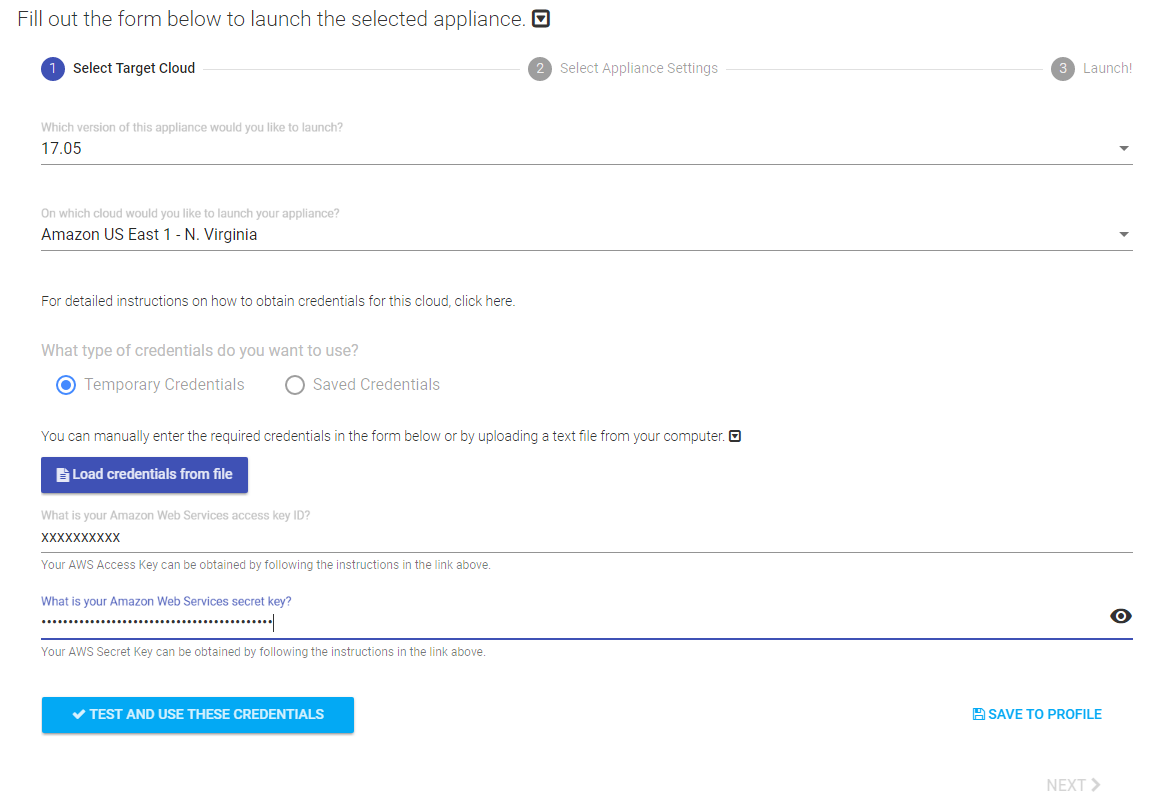 Fill out the form below to launch the selected appliance.
1 Select Target Cloud 2 Select Appliance Settings 3 Launch!
Which version of this appliance would you like to launch?
17.05
On which cloud would you like to launch your appliance?
Amazon US East 1 - N. Virginia
For detailed instructions on how to obtain credentials for this cloud, click here.
What type of credentials do you want to use?
Temporary Credentials Saved Credentials
You can manually enter the required credentials in the form below or by uploading a text file from your computer.
Load credentials from file
What is your Amazon Web Services access key ID?
xxxxxxxxxx
Your AWS Access Key can be obtained by following the instructions in the link above.
What is your Amazon Web Services secret key?
•••••••••••••••••••••••••••••••••••••••••••
Your AWS Secret Key can be obtained by following the instructions in the link above.
TEST AND USE THESE CREDENTIALS SAVE TO PROFILE
NEXT